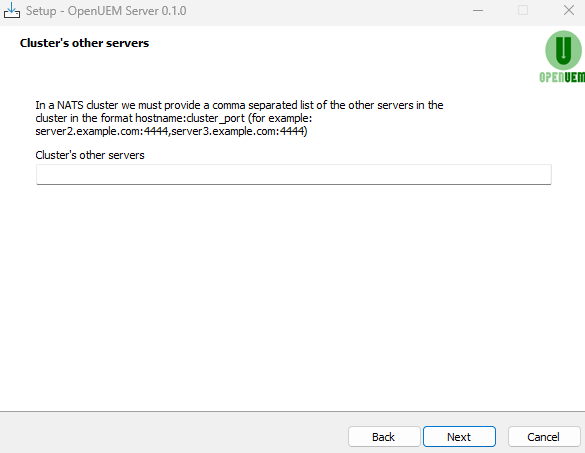 Setup - OpenUEM Server 0.1.0
Cluster's other servers
OPENUEM
In a NATS cluster we must provide a comma separated list of the other servers in the
cluster in the format hostname:cluster_port (for example:
server2.example.com:4444,server3.example.com:4444)
Cluster's other servers
Back
Next
Cancel